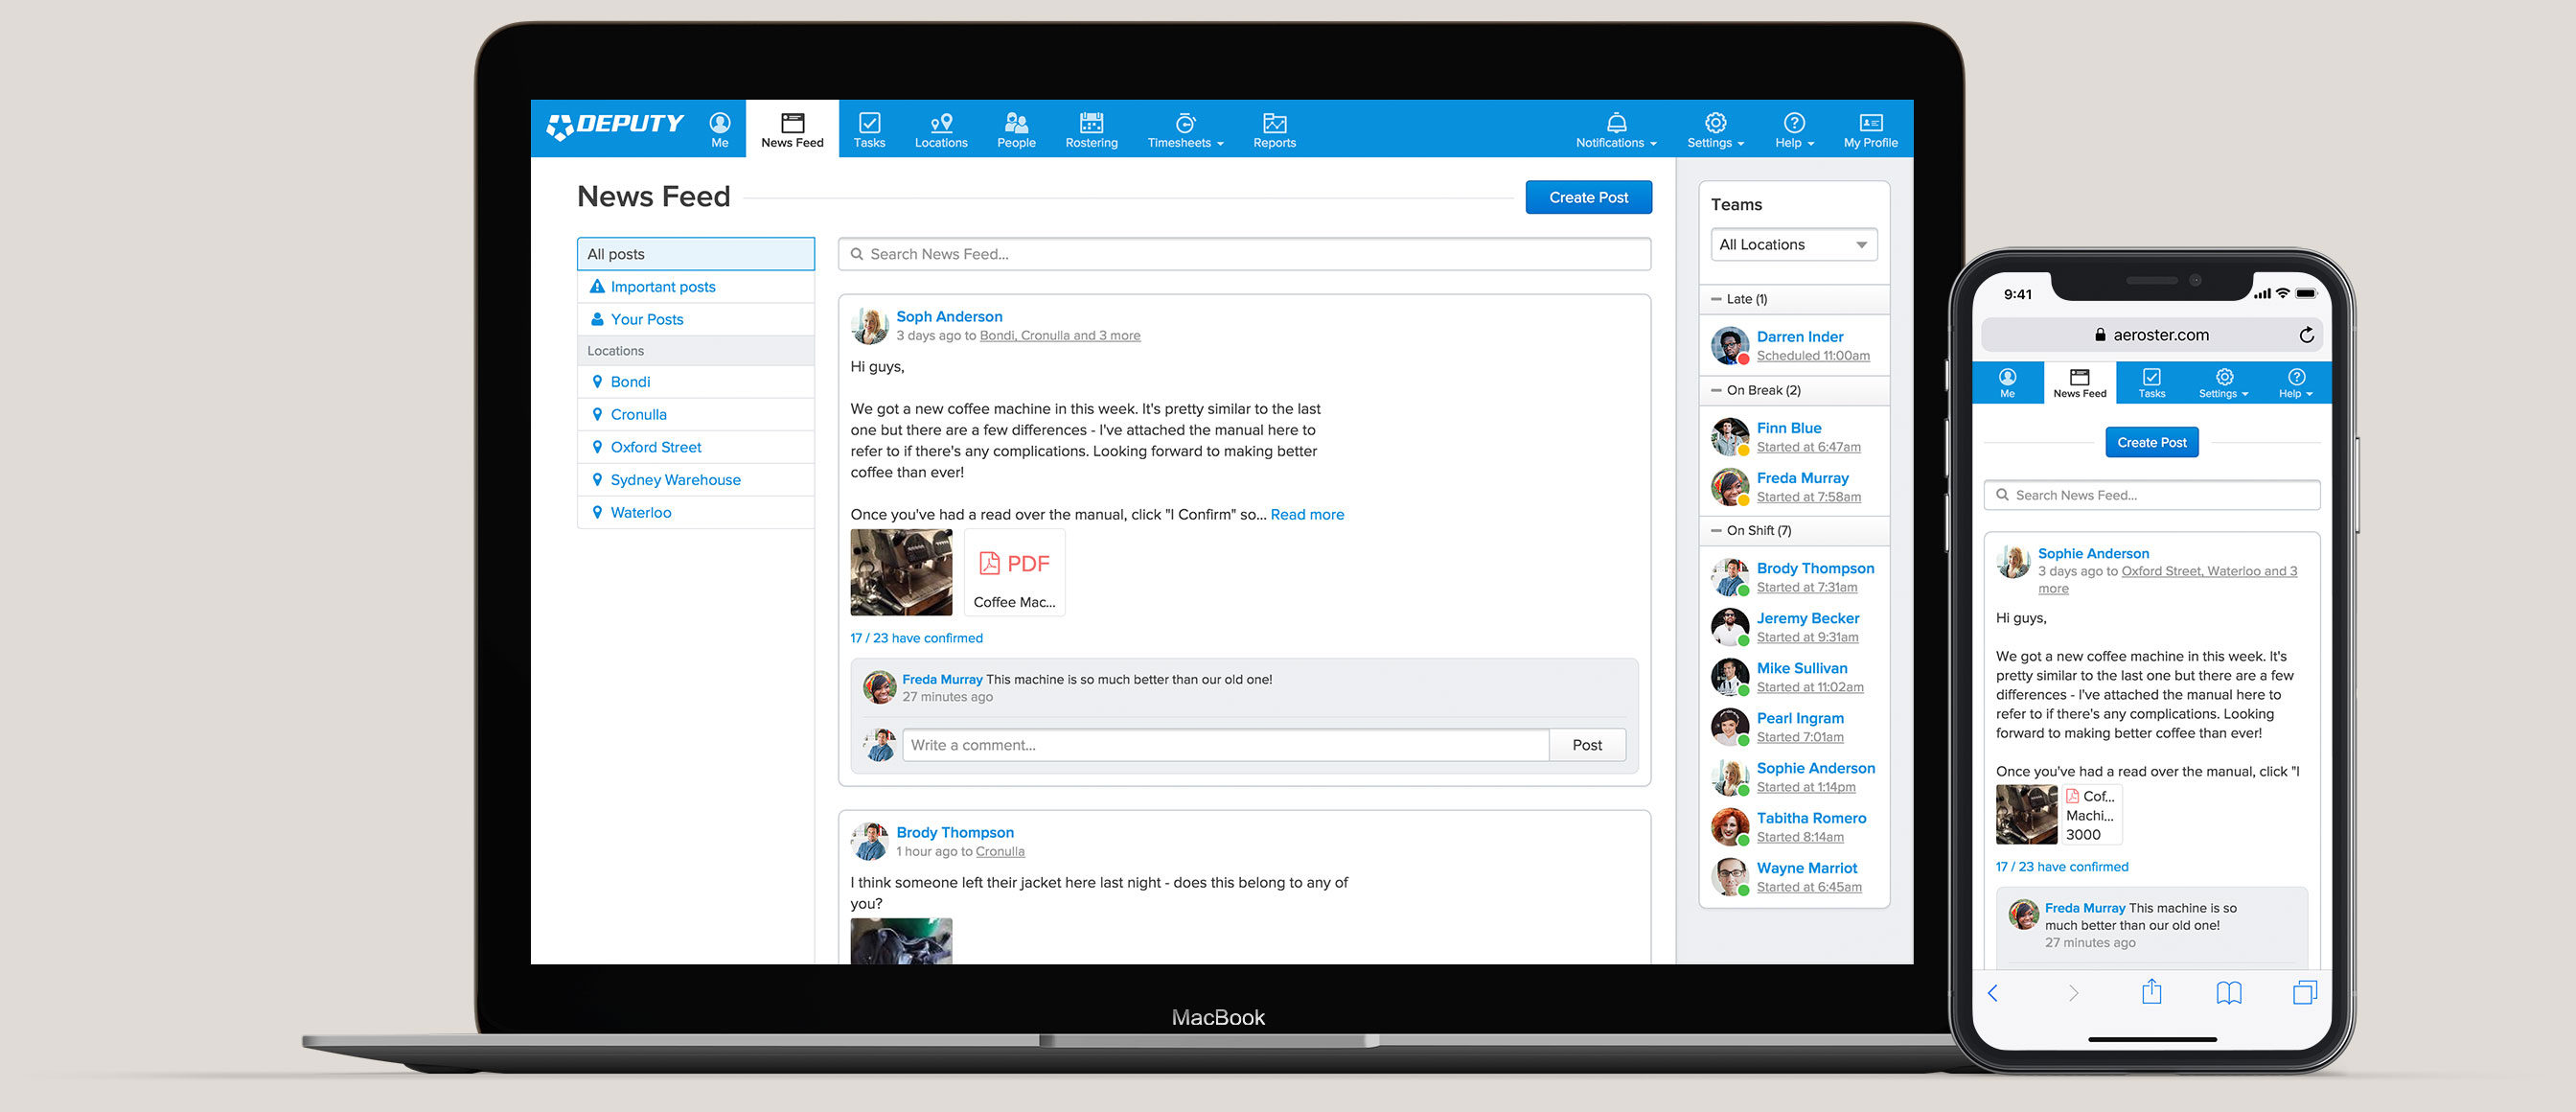 DEPUTY
Me
News Feed
Tasks
Locations
People
Rostering
Timesheets
Reports
Notifications
Settings
Help
My Profile
News Feed
Create Post
All posts
Important posts
Your Posts
Locations
Bondi
Cronulla
Oxford Street
Sydney Warehouse
Waterloo
Search News Feed...
Soph Anderson
3 days ago to Bondi, Cronulla and 3 more
Hi guys,
We got a new coffee machine in this week. It's pretty similar to the last
one but there are a few differences - I've attached the manual here to
refer to if there's any complications. Looking forward to making better
coffee than ever!
Once you've had a read over the manual, click "I Confirm" so... Read more
PDF
Coffee Mac...
17 / 23 have confirmed
Freda Murray This machine is so much better than our old one!
27 minutes ago
Write a comment...
Post
Brody Thompson
1 hour ago to Cronulla
I think someone left their jacket here last night - does this belong to any of
you?
Teams
All Locations
Late (1)
Darren Inder
Scheduled 11:00am
On Break (2)
Finn Blue
Started at 6:47am
Freda Murray
Started at 7:58am
On Shift (7)
Brody Thompson
Started at 7:31am
Jeremy Becker
Started at 9:31am
Mike Sullivan
Started at 11:02am
Pearl Ingram
Started 7:01am
Sophie Anderson
Started at 1:14pm
Tabitha Romero
Started 8:14am
Wayne Marriot
Started at 6:45am
MacBook
9:41
aeroster.com
Me
News Feed
Tasks
Settings
Help
Create Post
Search News Feed...
Sophie Anderson
3 days ago to Oxford Street, Waterloo and 3
more
Hi guys,
We got a new coffee machine in this week. It's
pretty similar to the last one but there are a few
differences - I've attached the manual here to
refer to if there's any complications. Looking
forward to making better coffee than ever!
Once you've had a read over the manual, click "I
Cof...
Machi...
3000
17 / 23 have confirmed
Freda Murray This machine is so
much better than our old one!
27 minutes ago